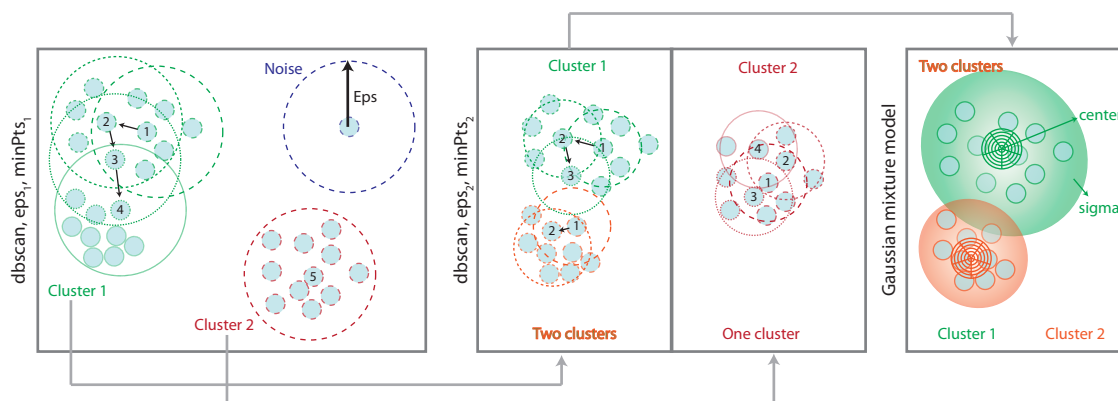 dbscan, eps1, minPts1
Noise
Eps
2
1
3
4
5
Cluster 1
Cluster 2
dbscan, eps2, minPts2
Cluster 1
2
1
3
2
1
Two clusters
Cluster 2
4
2
1
3
One cluster
Gaussian mixture model
Two clusters
center
sigma
Cluster 1
Cluster 2